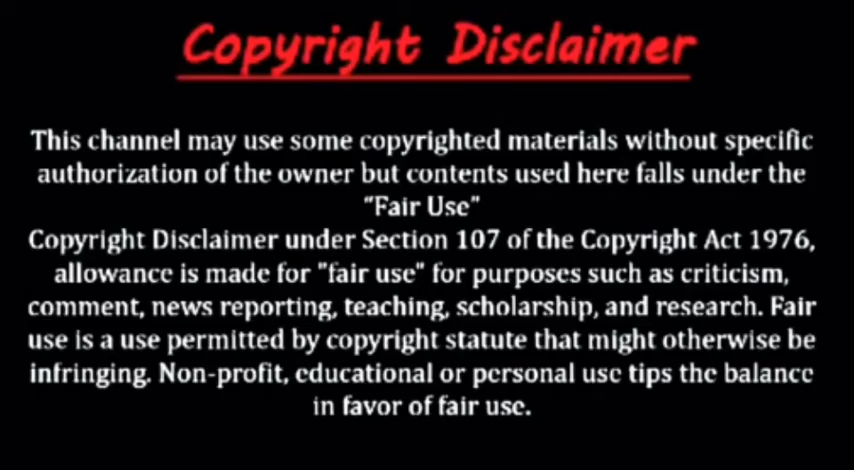 Copyright Disclaimer
This channel may use some copyrighted materials without specific
authorization of the owner but contents used here falls under the
"Fair Use"
Copyright Disclaimer under Section 107 of the Copyright Act 1976,
allowance is made for "fair use" for purposes such as criticism,
comment, news reporting, teaching, scholarship, and research. Fair
use is a use permitted by copyright statute that might otherwise be
infringing. Non-profit, educational or personal use tips the balance
in favor of fair use.